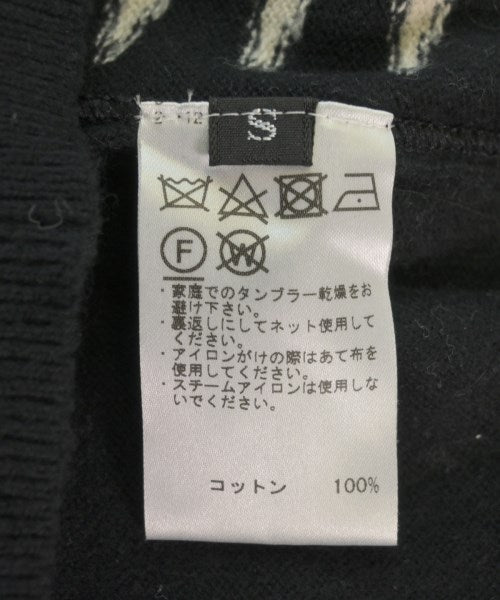 S
F
W
・家庭でのタンブラー乾燥をお
避け下さい。
・裏返しにしてネット使用して
ください。
・アイロンがけの際はあて布を
使用してください。
・スチームアイロンは使用しな
いでください。
コットン 100%